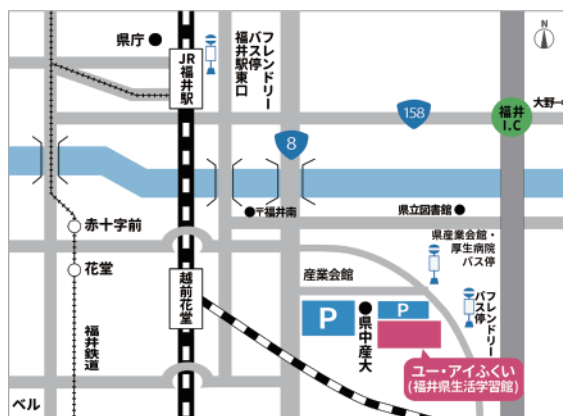 県庁
JR福井駅
フレンドリー
バス停
福井駅東口
N
大野
158
福井
I.C
8
〒福井南
県立図書館
赤十字前
県産業会館・
厚生病院
バス停
花堂
越前花堂
産業会館
P
県中産大
P
フレンドリー
バス停
福井鉄道
ユー・アイふくい
(福井県生活学習館)
ベル